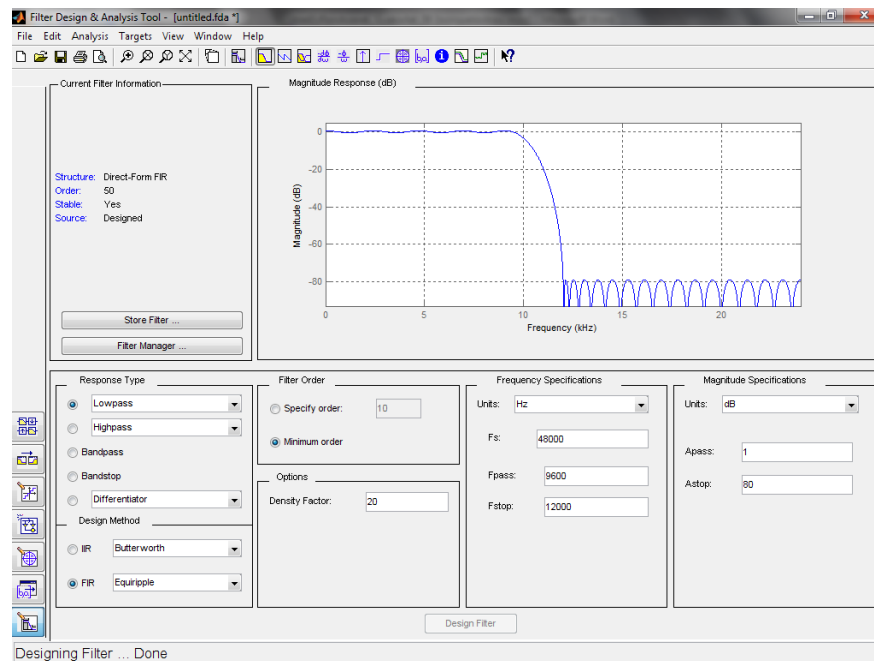 Filter Design & Analysis Tool - [untitled.fda *]
File Edit Analysis Targets View Window Help
Current Filter Information
Structure: Direct-Form FIR
Order: 50
Stable: Yes
Source: Designed
Store Filter ...
Filter Manager ...
Magnitude Response (dB)
Magnitude (dB)
0
-20
-40
-60
-80
0 5 10 15 20
Frequency (kHz)
Response Type
Lowpass
Highpass
Bandpass
Bandstop
Differentiator
Design Method
IIR Butterworth
FIR Equiripple
Filter Order
Specify order: 10
Minimum order
Options
Density Factor: 20
Frequency Specifications
Units: Hz
Fs: 48000
Fpass: 9600
Fstop: 12000
Magnitude Specifications
Units: dB
Apass: 1
Astop: 80
Design Filter
Designing Filter ... Done